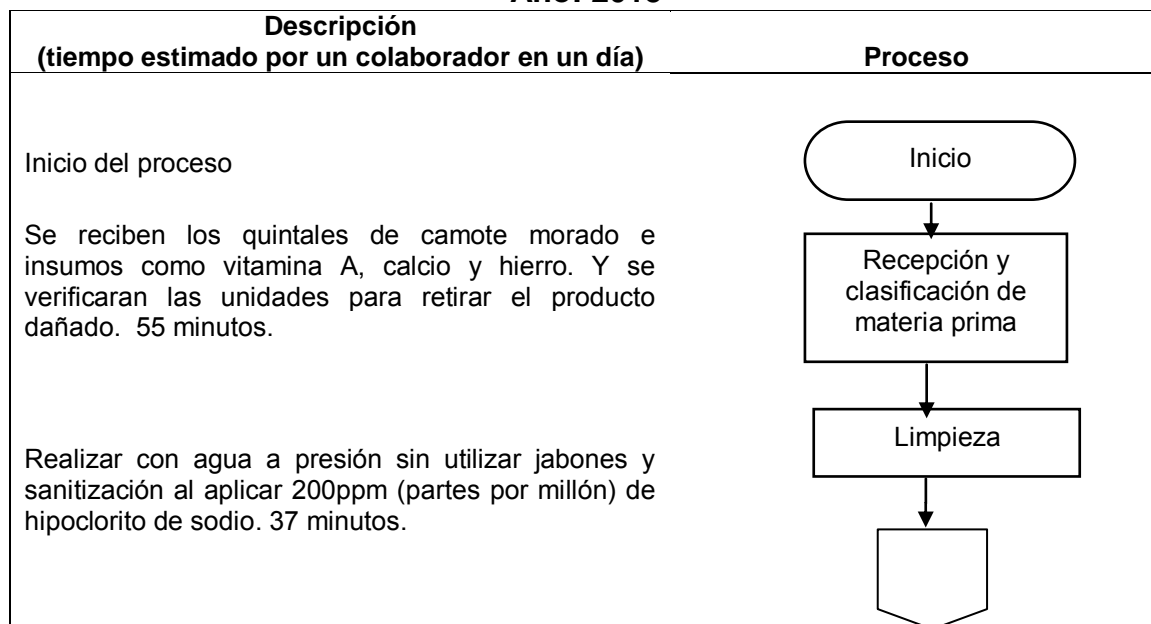 Descripción
(tiempo estimado por un colaborador en un día)
Proceso
Inicio del proceso
Inicio
Se reciben los quintales de camote morado e
insumos como vitamina A, calcio y hierro. Y se
verificaran las unidades para retirar el producto
dañado. 55 minutos.
Recepción y
clasificación de
materia prima
Limpieza
Realizar con agua a presión sin utilizar jabones y
sanitización al aplicar 200ppm (partes por millón) de
hipoclorito de sodio. 37 minutos.